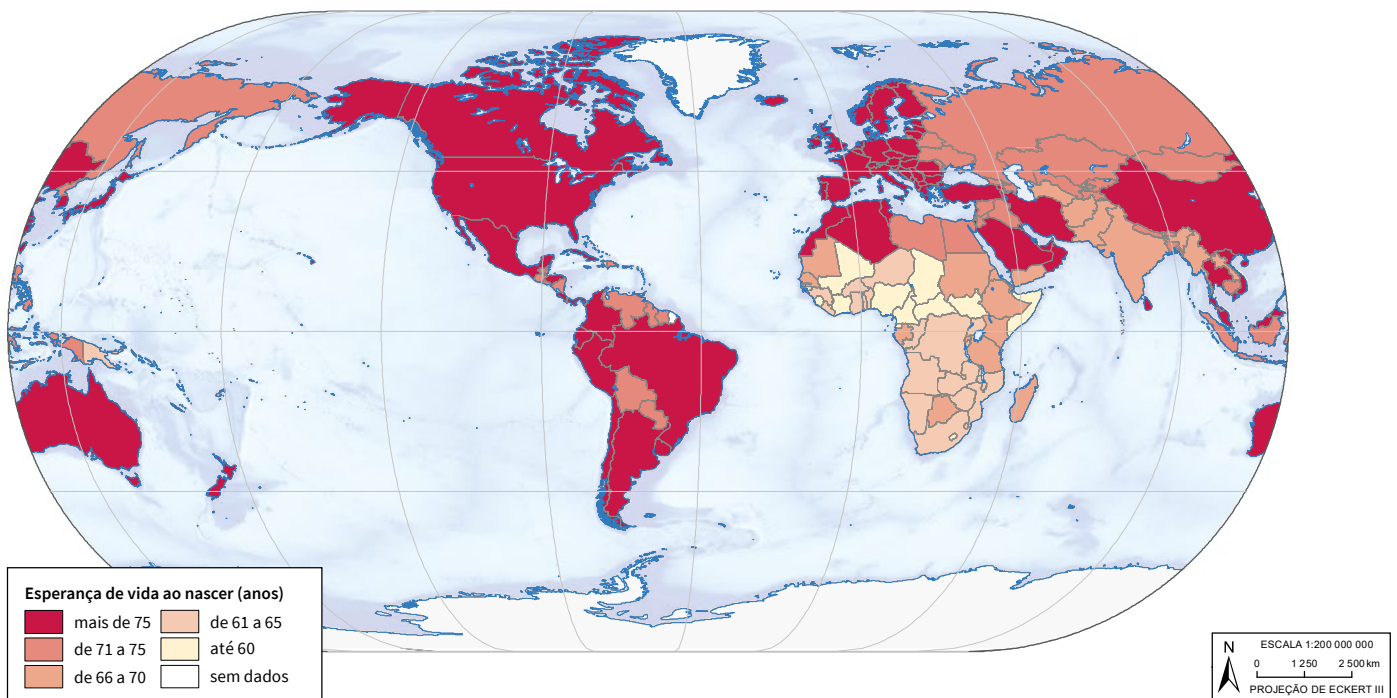 Esperança de vida ao nascer (anos)
mais de 75
de 71 a 75
de 66 a 70
de 61 a 65
até 60
sem dados
N
ESCALA 1:200 000 000
0 1 250 2 500 km
PROJEÇÃO DE ECKERT III